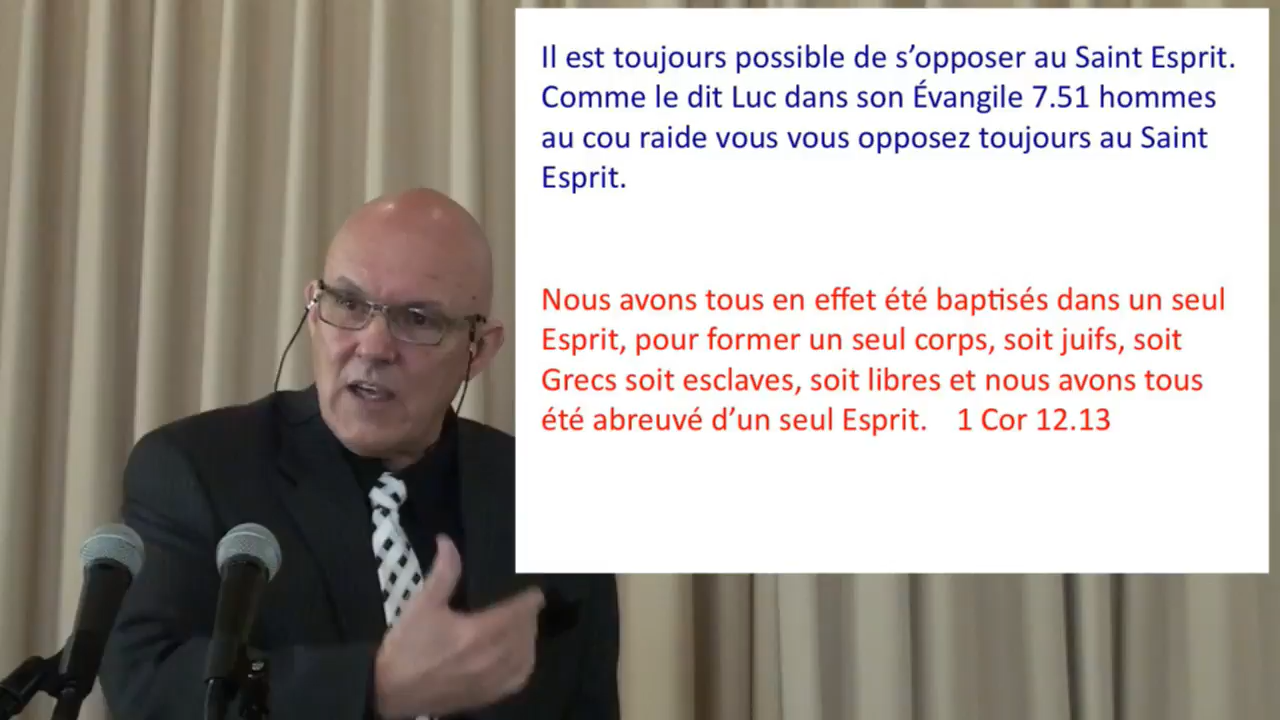 Il est toujours possible de s’opposer au Saint Esprit.
Comme le dit Luc dans son Évangile 7.51 hommes
au cou raide vous vous opposez toujours au Saint
Esprit.
Nous avons tous en effet été baptisés dans un seul
Esprit, pour former un seul corps, soit juifs, soit
Grecs soit esclaves, soit libres et nous avons tous
été abreuvé d’un seul Esprit. 1 Cor 12.13